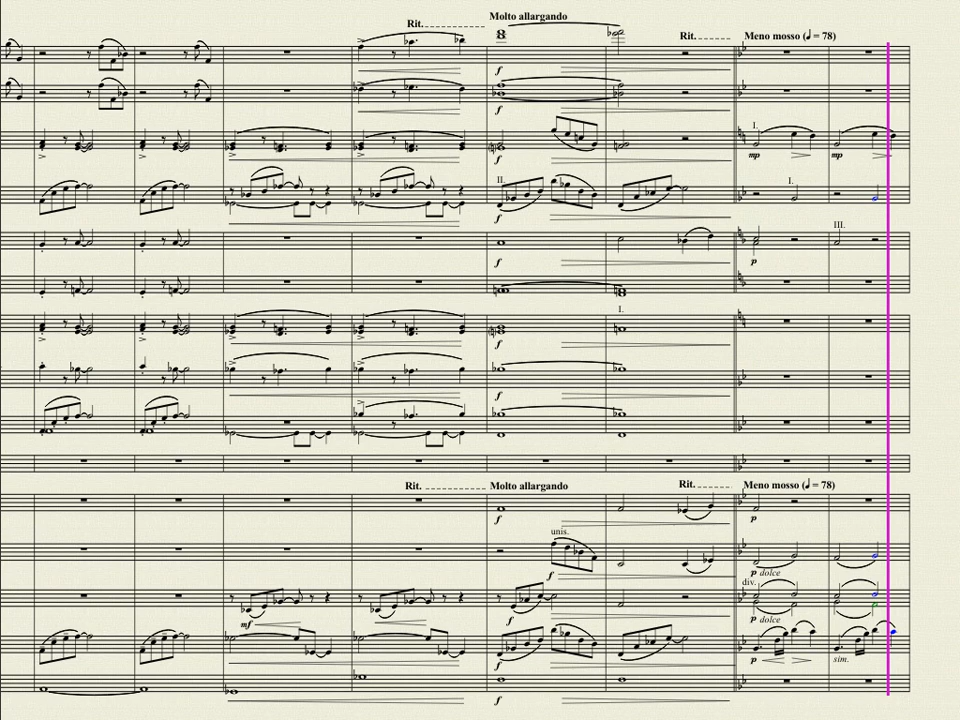 Rit. Molto allargando Rit. Meno mosso (♩ = 78)
f
f
I.
f mp mp
II. I.
f
III.
f p
I.
f
f
Rit. Molto allargando Rit. Meno mosso (♩ = 78)
f p
unis.
f p dolce
div.
mf f p dolce
f p sim.
f